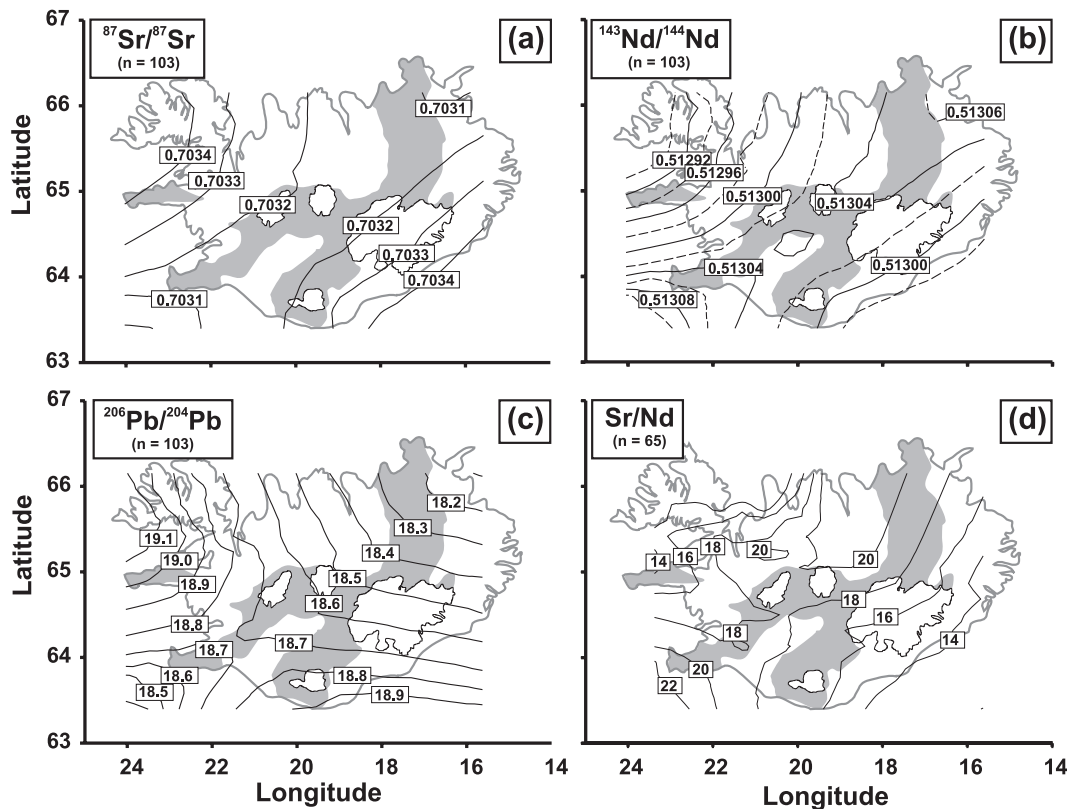 67
66
65
64
63
Latitude
⁸⁷Sr/⁸⁷Sr
(n = 103)
(a)
0.7031
0.7034
0.7033
0.7032
0.7032
0.7033
0.7034
0.7031
¹⁴³Nd/¹⁴⁴Nd
(n = 103)
(b)
0.51306
0.51292
0.51296
0.51300
0.51304
0.51304
0.51300
0.51308
67
66
65
64
63
Latitude
²⁰⁶Pb/²⁰⁴Pb
(n = 103)
(c)
18.2
18.3
19.1
18.4
19.0
18.5
18.9
18.6
18.8
18.7
18.7
18.6
18.8
18.5
18.9
24 22 20 18 16 14
Longitude
Sr/Nd
(n = 65)
(d)
18
20
20
14
16
18
16
18
14
20
22
24 22 20 18 16 14
Longitude